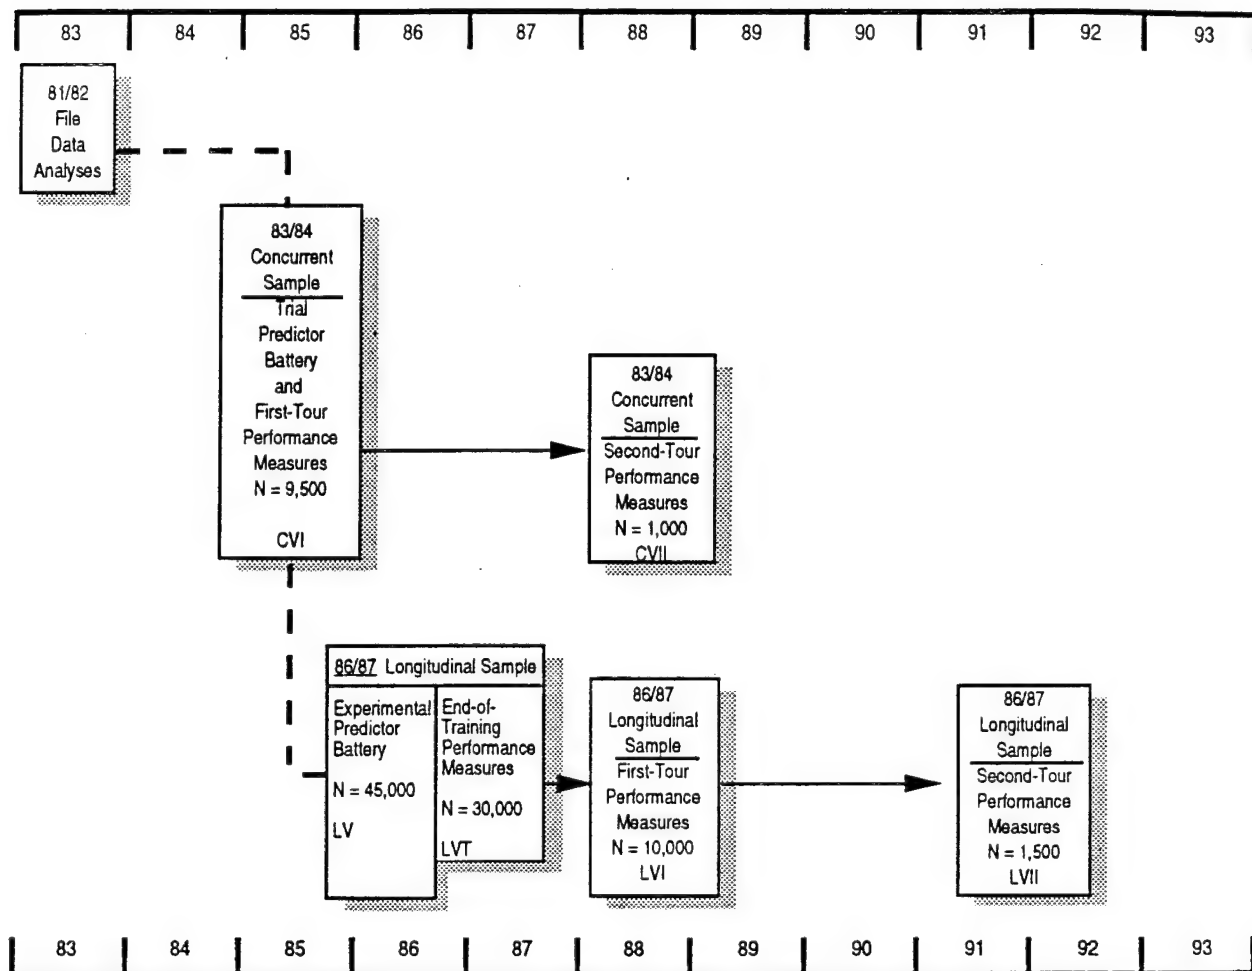 83 84 85 86 87 88 89 90 91 92 93
81/82
File
Data
Analyses
83/84
Concurrent
Sample
Trial
Predictor
Battery
and
First-Tour
Performance
Measures
N = 9,500
CVI
83/84
Concurrent
Sample
Second-Tour
Performance
Measures
N = 1,000
CVII
86/87 Longitudinal Sample
Experimental
Predictor
Battery
N = 45,000
LV
End-of-
Training
Performance
Measures
N = 30,000
LVT
86/87
Longitudinal
Sample
First-Tour
Performance
Measures
N = 10,000
LVI
86/87
Longitudinal
Sample
Second-Tour
Performance
Measures
N = 1,500
LVII
83 84 85 86 87 88 89 90 91 92 93